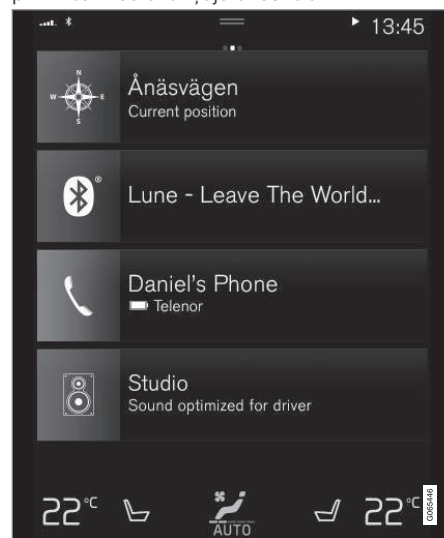 13:45
N
W E
S
Ånäsvägen
Current position
Lune - Leave The World...
Daniel's Phone
Telenor
Studio
Sound optimized for driver
22°C
AUTO
22°C
G065446